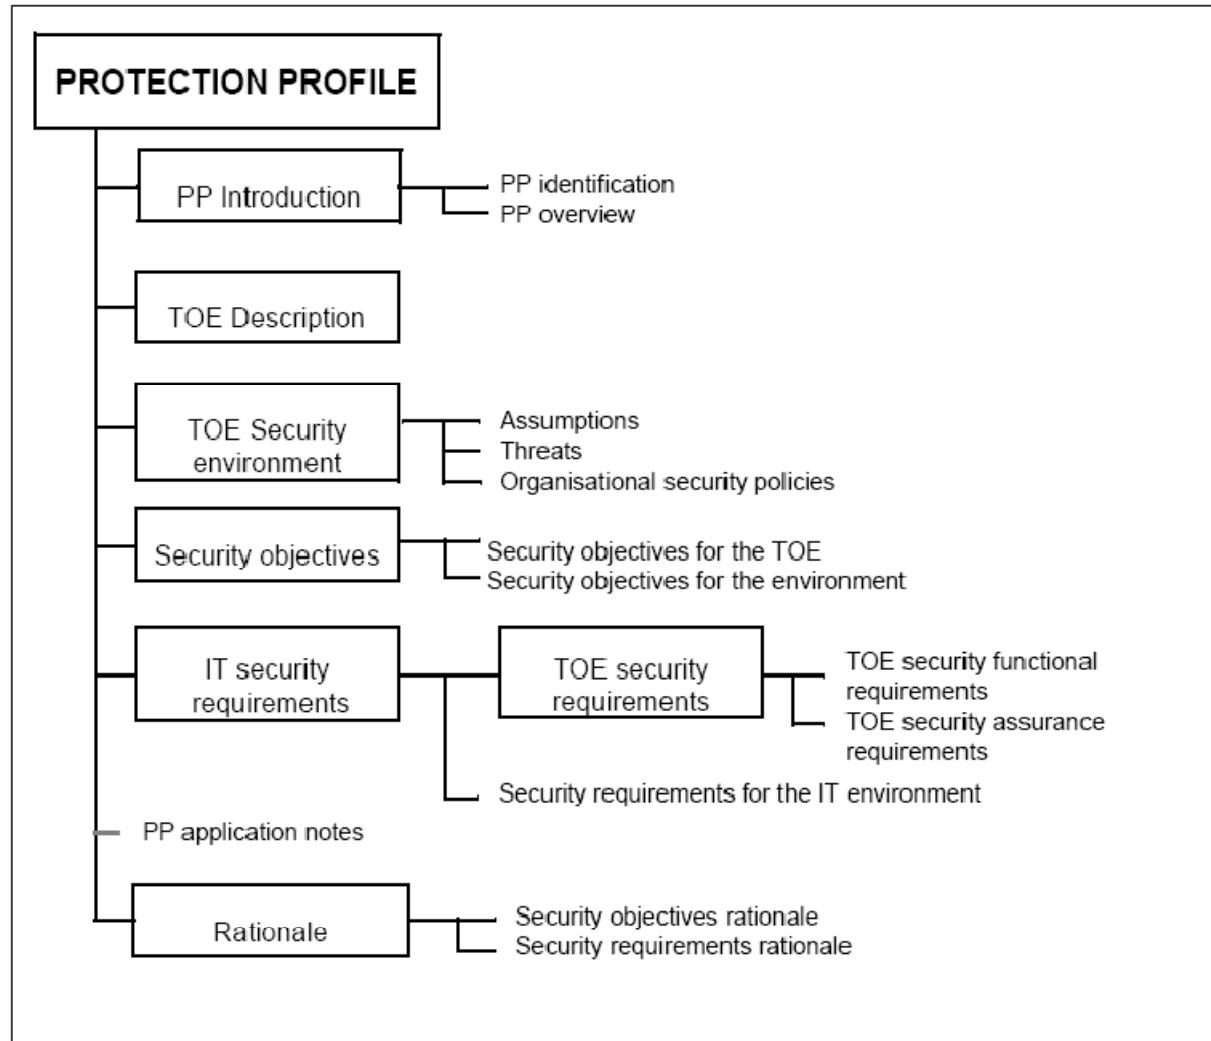 PROTECTION PROFILE
PP Introduction
PP identification
PP overview
TOE Description
TOE Security
environment
Assumptions
Threats
Organisational security policies
Security objectives
Security objectives for the TOE
Security objectives for the environment
IT security
requirements
TOE security
requirements
TOE security functional
requirements
TOE security assurance
requirements
Security requirements for the IT environment
PP application notes
Rationale
Security objectives rationale
Security requirements rationale